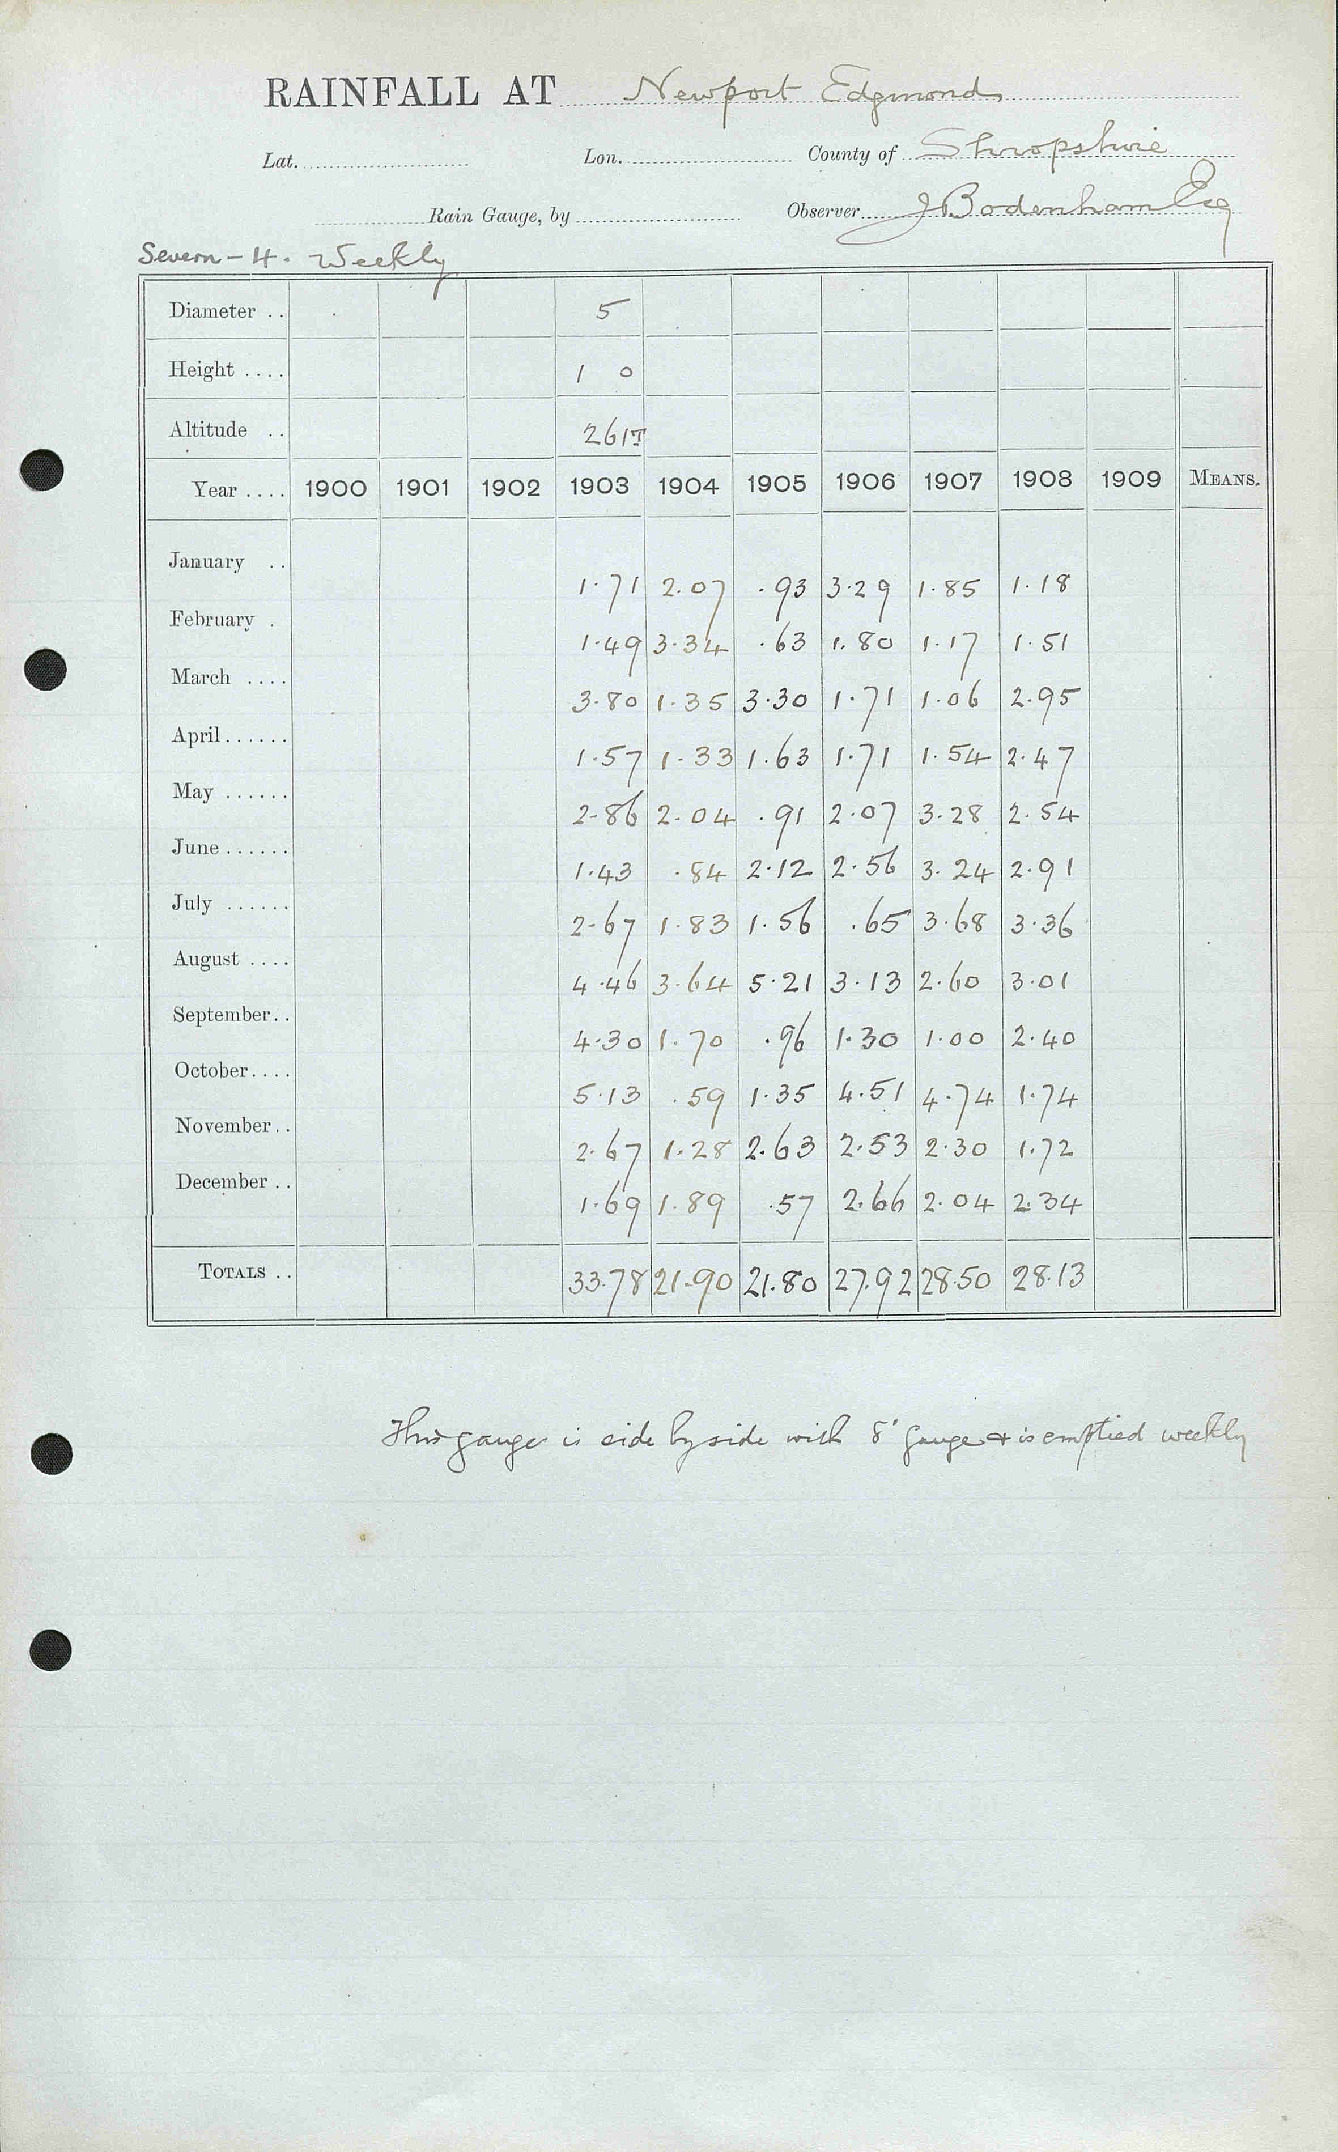 RAINFALL AT Newport Edgmond
Lat. Lon. County of Shropshire
Rain Gauge, by Observer J Bodenham Esq
Severn - 4. Weekly
Diameter .. 5
Height .... 1 0
Altitude .. 261T
Year .... 1900 1901 1902 1903 1904 1905 1906 1907 1908 1909 MEANS.
January .. 1.71 2.07 .93 3.29 1.85 1.18
February . 1.49 3.34 .63 1.80 1.17 1.51
March .... 3.80 1.35 3.30 1.71 1.06 2.95
April...... 1.57 1.33 1.63 1.71 1.54 2.47
May ...... 2.86 2.04 .91 2.07 3.28 2.54
June...... 1.43 .84 2.12 2.56 3.24 2.91
July ...... 2.67 1.83 1.56 .65 3.68 3.36
August .... 4.46 3.64 5.21 3.13 2.60 3.01
September.. 4.30 1.70 .96 1.30 1.00 2.40
October.... 5.13 .59 1.35 4.51 4.74 1.74
November.. 2.67 1.28 2.63 2.53 2.30 1.72
December .. 1.69 1.89 .57 2.66 2.04 2.34
TOTALS .. 33.78 21.90 21.80 27.92 28.50 28.13
This gauge is side by side with 8" gauge & is emptied weekly